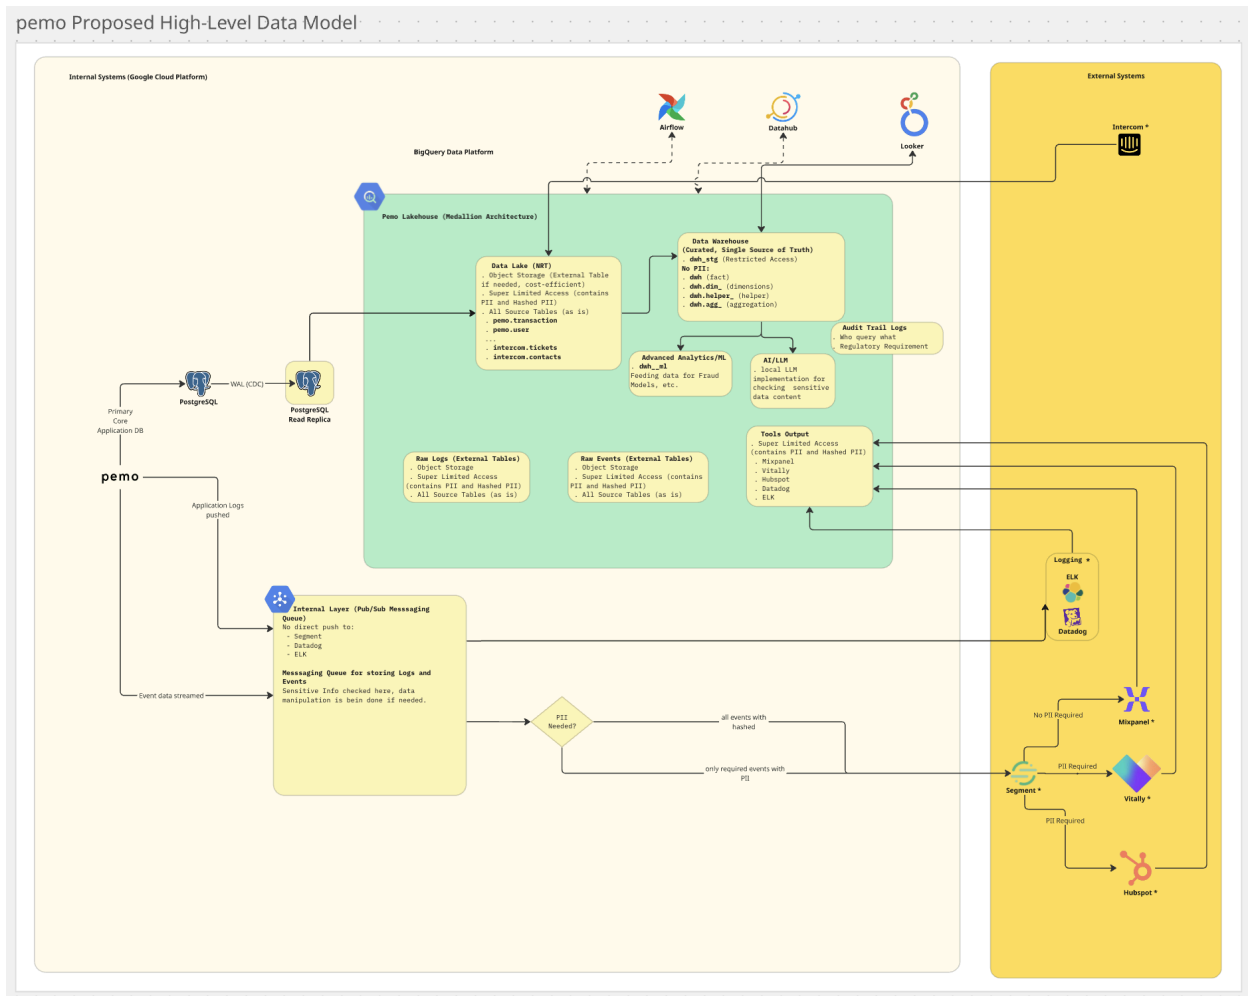 pemo Proposed High-Level Data Model
Internal Systems (Google Cloud Platform)
External Systems
Airflow
Datahub
Looker
Intercom *
BigQuery Data Platform
Pemo Lakehouse (Medallion Architecture)
Data Lake (NRT)
. Object Storage (External Table
if needed, cost-efficient)
. Super Limited Access (contains
PII and Hashed PII)
. All Source Tables (as is)
. pemo.transaction
. pemo.user
...
. intercom.tickets
. intercom.contacts
Data Warehouse
(Curated, Single Source of Truth)
. dwh_stg (Restricted Access)
No PII:
. dwh (fact)
. dwh.dim_ (dimensions)
. dwh.helper_ (helper)
. dwh.agg_ (aggregation)
Audit Trail Logs
. Who query what
. Regulatory Requirement
Advanced Analytics/ML
. dwh__ml
Feeding data for Fraud
Models, etc.
AI/LLM
. local LLM
implementation for
checking sensitive
data content
PostgreSQL
WAL (CDC)
PostgreSQL
Read Replica
Primary
Core
Application DB
pemo
Application Logs
pushed
Raw Logs (External Tables)
. Object Storage
. Super Limited Access
(contains PII and Hashed PII)
. All Source Tables (as is)
Raw Events (External Tables)
. Object Storage
. Super Limited Access (contains
PII and Hashed PII)
. All Source Tables (as is)
Tools Output
. Super Limited Access
(contains PII and Hashed PII)
. Mixpanel
. Vitally
. Hubspot
. Datadog
. ELK
Logging *
ELK
Datadog
Internal Layer (Pub/Sub Messsaging
Queue)
No direct push to:
- Segment
- Datadog
- ELK
Messsaging Queue for storing Logs and
Events
Sensitive Info checked here, data
manipulation is bein done if needed.
Event data streamed
PII
Needed?
all events with
hashed
only required events with
PII
Segment *
No PII Required
Mixpanel *
PII Required
Vitally *
PII Required
Hubspot *